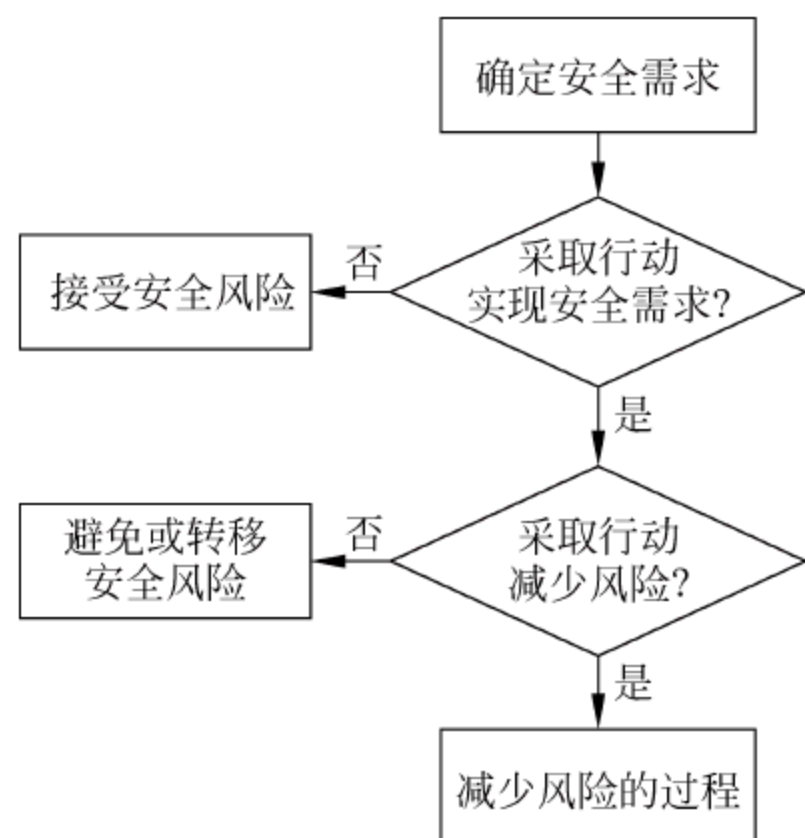 确定安全需求
采取行动
实现安全需求?
否
接受安全风险
是
采取行动
减少风险?
否
避免或转移
安全风险
是
减少风险的过程